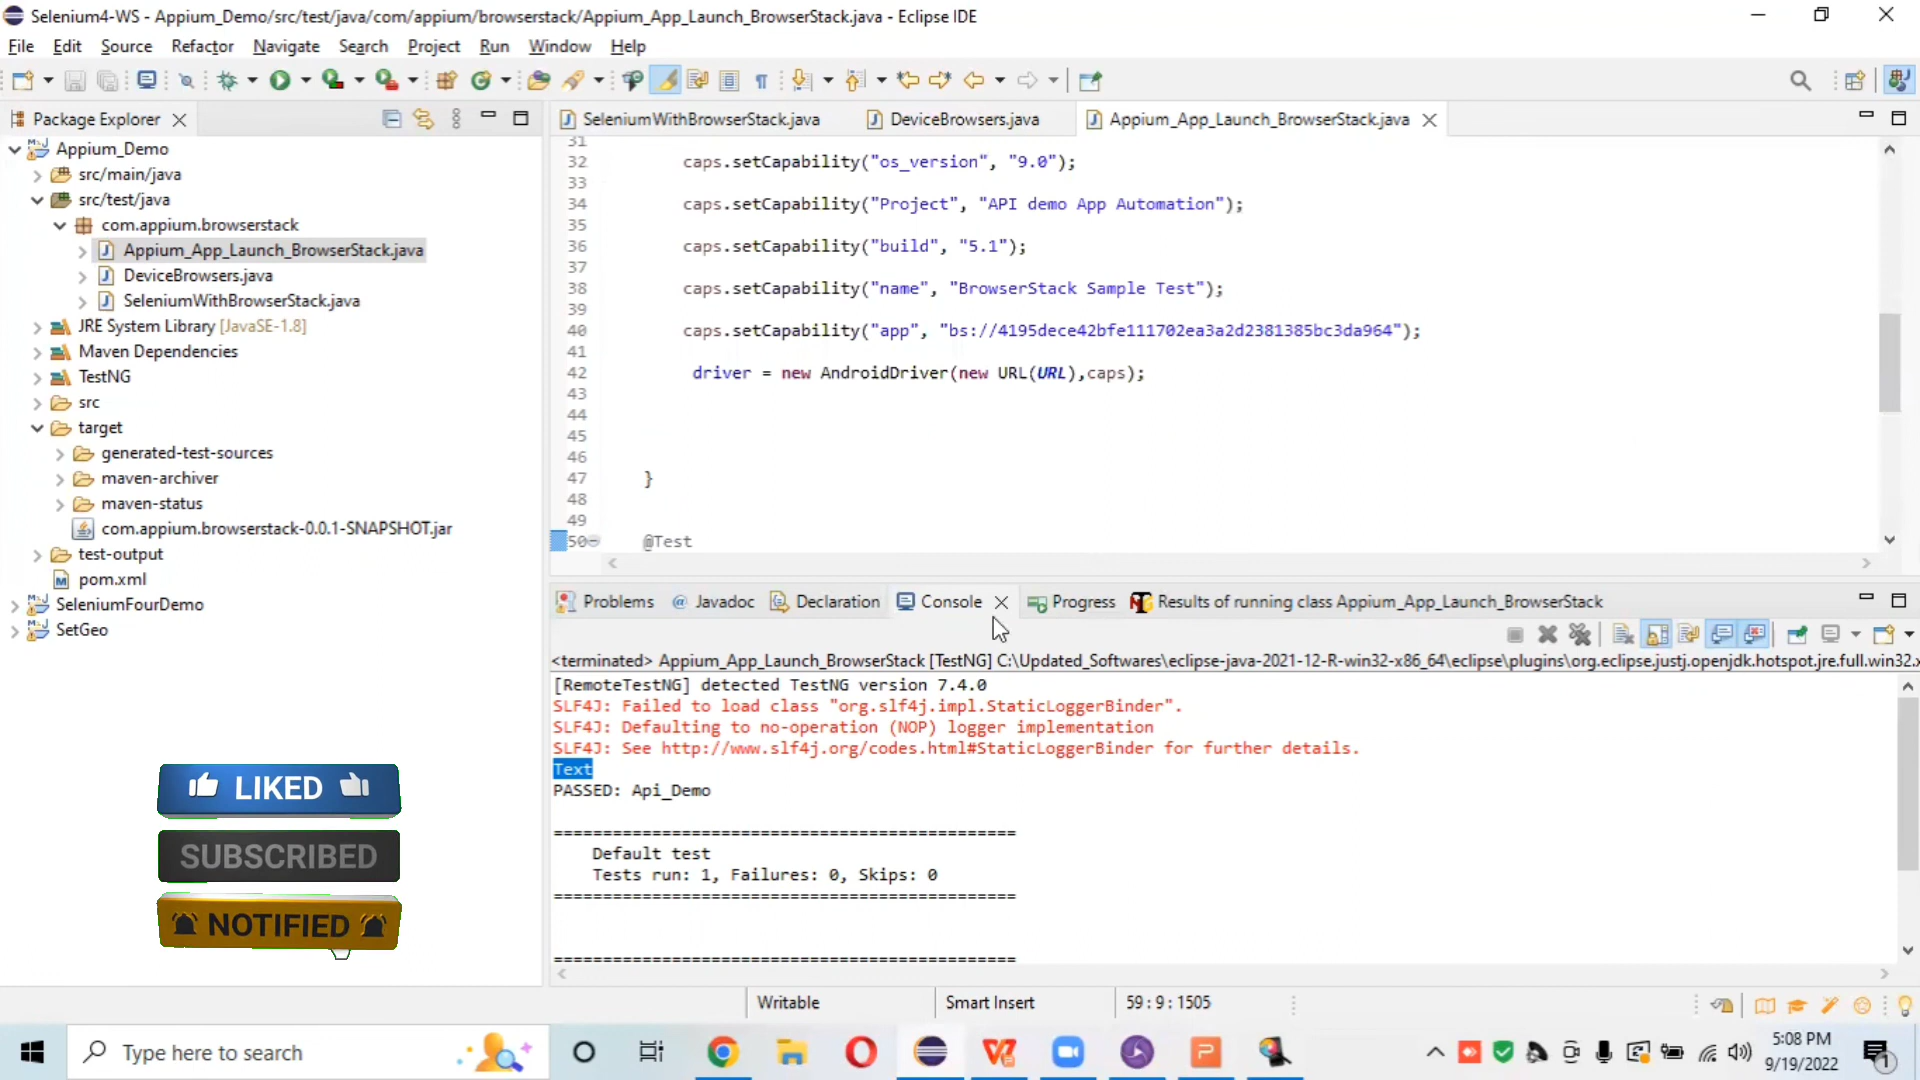 Selenium4-WS - Appium_Demo/src/test/java/com/appium/browserstack/Appium_App_Launch_BrowserStack.java - Eclipse IDE
File Edit Source Refactor Navigate Search Project Run Window Help
Package Explorer
Appium_Demo
src/main/java
src/test/java
com.appium.browserstack
Appium_App_Launch_BrowserStack.java
DeviceBrowsers.java
SeleniumWithBrowserStack.java
JRE System Library [JavaSE-1.8]
Maven Dependencies
TestNG
src
target
generated-test-sources
maven-archiver
maven-status
com.appium.browserstack-0.0.1-SNAPSHOT.jar
test-output
pom.xml
SeleniumFourDemo
SetGeo
LIKED
SUBSCRIBED
NOTIFIED
SeleniumWithBrowserStack.java DeviceBrowsers.java Appium_App_Launch_BrowserStack.java
31
32 caps.setCapability("os_version", "9.0");
33
34 caps.setCapability("Project", "API demo App Automation");
35
36 caps.setCapability("build", "5.1");
37
38 caps.setCapability("name", "BrowserStack Sample Test");
39
40 caps.setCapability("app", "bs://4195dece42bfe111702ea3a2d2381385bc3da964");
41
42 driver = new AndroidDriver(new URL(URL),caps);
43
44
45
46
47 }
48
49
50 @Test
Problems Javadoc Declaration Console Progress Results of running class Appium_App_Launch_BrowserStack
<terminated> Appium_App_Launch_BrowserStack [TestNG] C:\Updated_Softwares\eclipse-java-2021-12-R-win32-x86_64\eclipse\plugins\org.eclipse.justj.openjdk.hotspot.jre.full.win32.x
[RemoteTestNG] detected TestNG version 7.4.0
SLF4J: Failed to load class "org.slf4j.impl.StaticLoggerBinder".
SLF4J: Defaulting to no-operation (NOP) logger implementation
SLF4J: See http://www.slf4j.org/codes.html#StaticLoggerBinder for further details.
Text
PASSED: Api_Demo
===============================================
Default test
Tests run: 1, Failures: 0, Skips: 0
===============================================
===============================================
Writable Smart Insert 59 : 9 : 1505
Type here to search
5:08 PM
9/19/2022
1